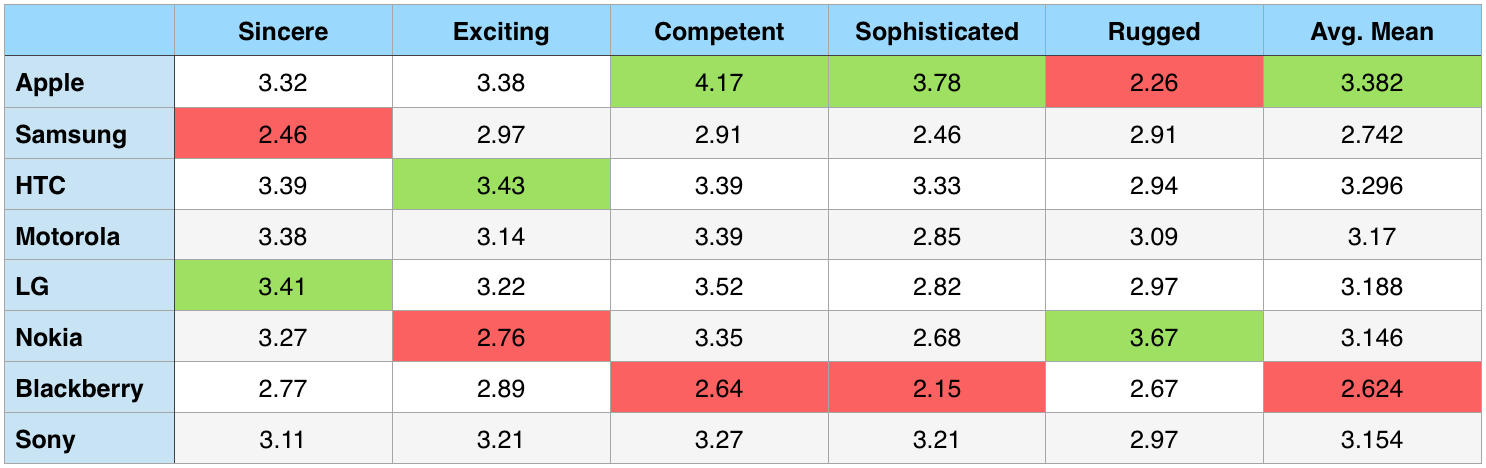 Sincere Exciting Competent Sophisticated Rugged Avg. Mean
Apple 3.32 3.38 4.17 3.78 2.26 3.382
Samsung 2.46 2.97 2.91 2.46 2.91 2.742
HTC 3.39 3.43 3.39 3.33 2.94 3.296
Motorola 3.38 3.14 3.39 2.85 3.09 3.17
LG 3.41 3.22 3.52 2.82 2.97 3.188
Nokia 3.27 2.76 3.35 2.68 3.67 3.146
Blackberry 2.77 2.89 2.64 2.15 2.67 2.624
Sony 3.11 3.21 3.27 3.21 2.97 3.154